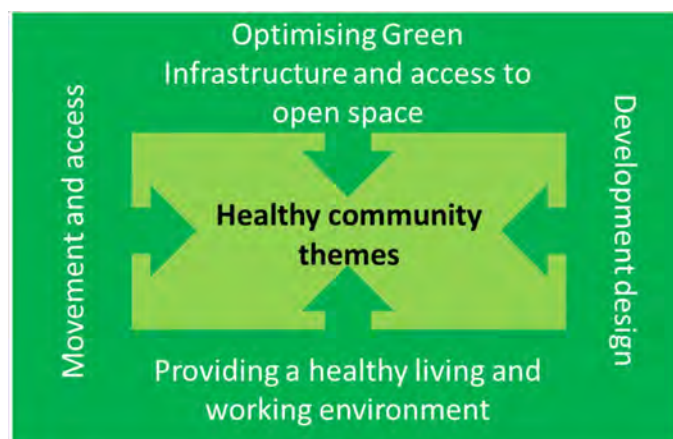 Optimising Green
Infrastructure and access to
open space
Movement and access
Healthy community
themes
Development design
Providing a healthy living and
working environment